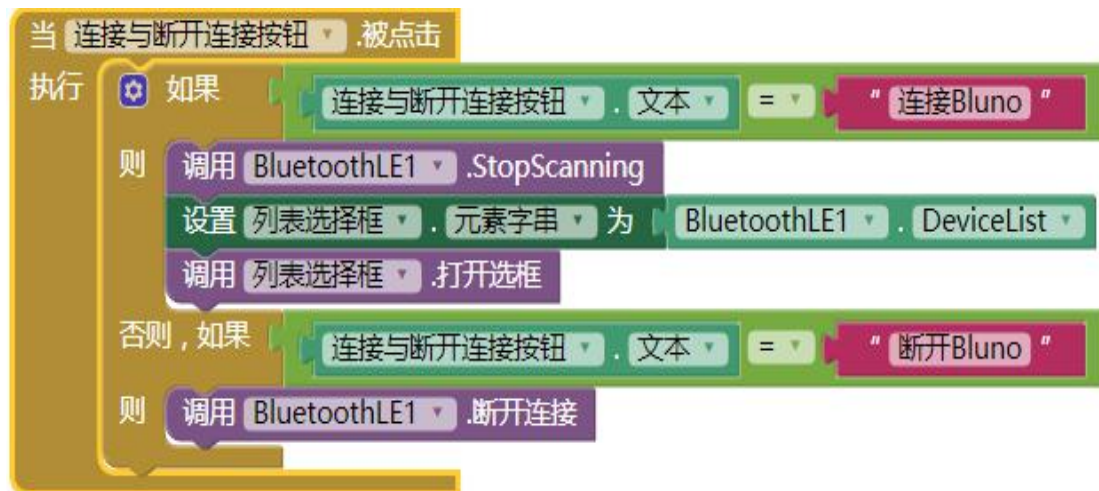 当 连接与断开连接按钮 .被点击
执行 如果 连接与断开连接按钮 . 文本 = " 连接Bluno "
则 调用 BluetoothLE1 .StopScanning
设置 列表选择框 . 元素字串 为 BluetoothLE1 . DeviceList
调用 列表选择框 .打开选框
否则,如果 连接与断开连接按钮 . 文本 = " 断开Bluno "
则 调用 BluetoothLE1 .断开连接